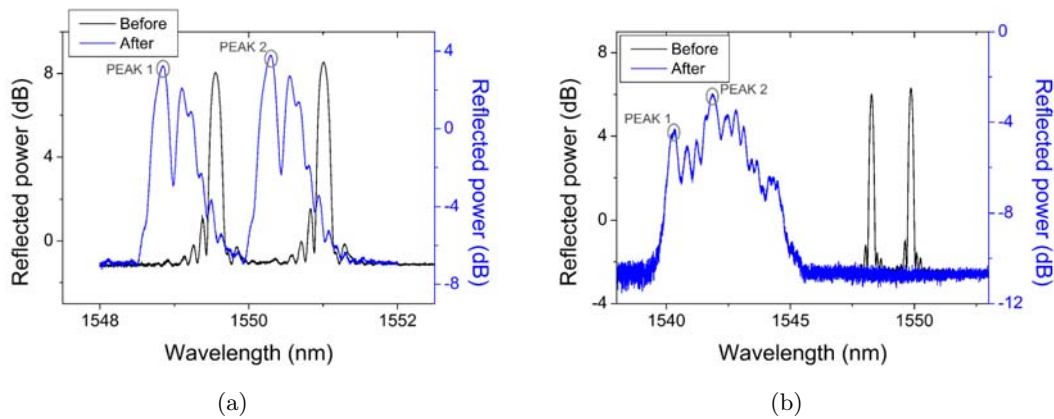 Before
After
PEAK 1
PEAK 2
8
4
0
Reflected power (dB)
4
0
-4
-8
Reflected power (dB)
1548
1550
1552
Wavelength (nm)
(a)
Before
After
PEAK 1
PEAK 2
8
4
0
-4
Reflected power (dB)
0
-4
-8
-12
Reflected power (dB)
1540
1545
1550
Wavelength (nm)
(b)